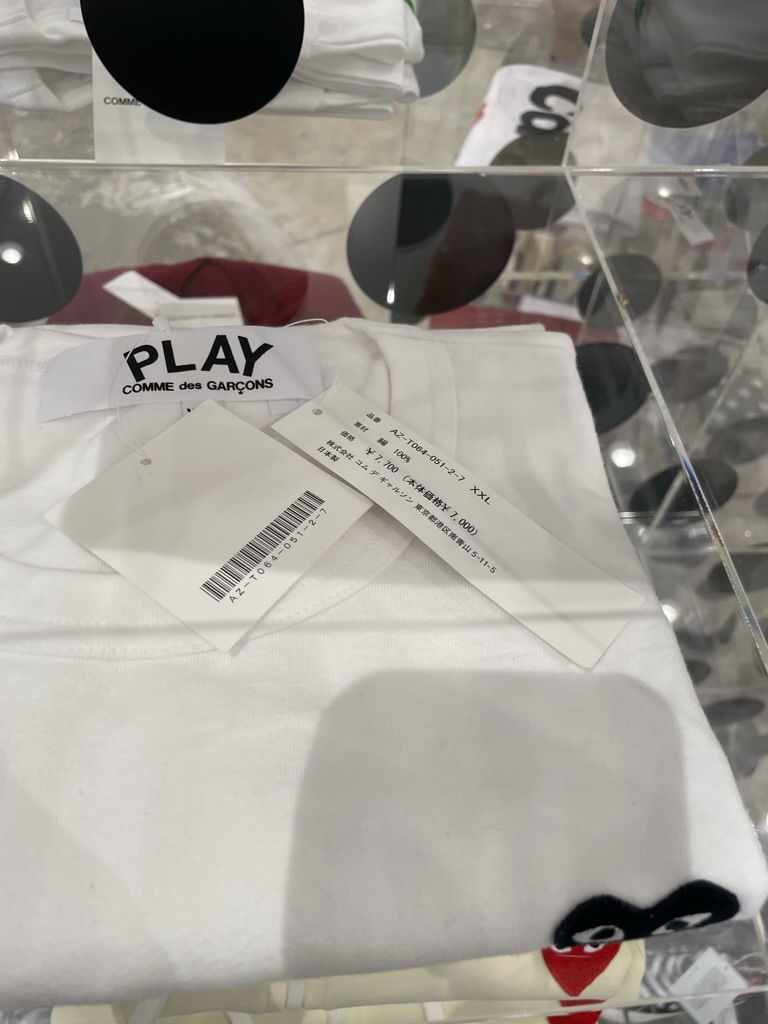 COMME
Ca
PLAY
COMME des GARÇONS
品番 AZ-T064-051-2-7 XXL
素材 綿 100%
価格 ¥7,700 (本体価格¥7,000)
株式会社 コム デ ギャルソン 東京都港区南青山 5-11-5
日本製
AZ-T064-051-2-7